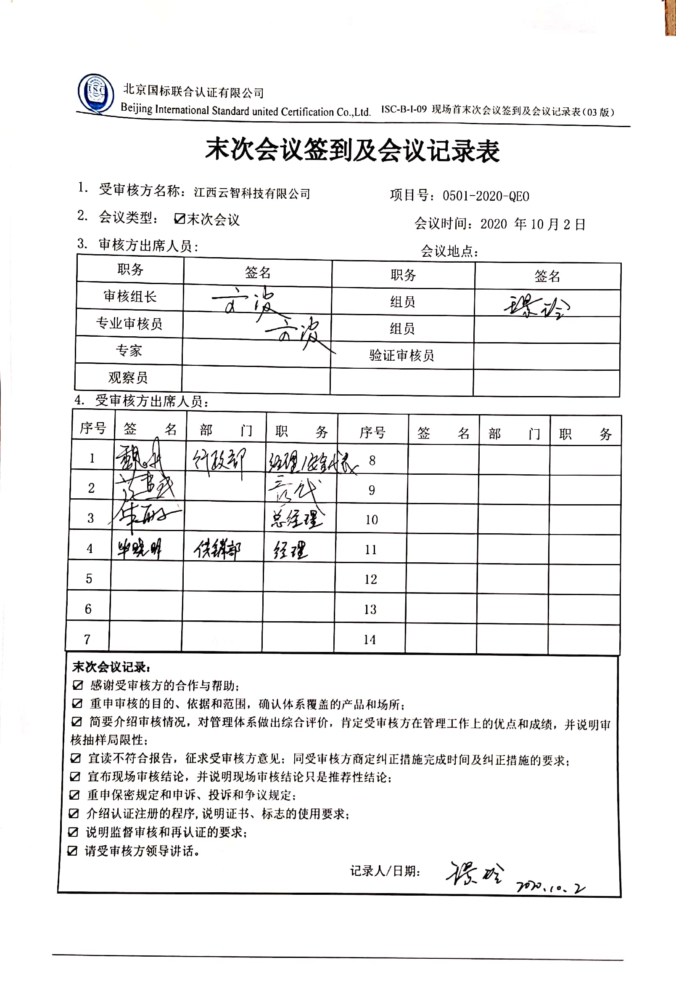 ISC
北京国标联合认证有限公司
Beijing International Standard united Certification Co.,Ltd. ISC-B-I-09 现场首末次会议签到及会议记录表(03版)
末次会议签到及会议记录表
1. 受审核方名称：江西云智科技有限公司 项目号：0501-2020-QEO
2. 会议类型： ☑末次会议 会议时间：2020 年10月2日
3. 审核方出席人员： 会议地点：
职务 签名 职务 签名
审核组长 组员
专业审核员 组员
专家 验证审核员
观察员
4. 受审核方出席人员：
序号 签 名 部 门 职 务 序号 签 名 部 门 职 务
1 行政部 经理/安全代表 8
2 9
3 总经理 10
4 毕晓明 供销部 经理 11
5 12
6 13
7 14
末次会议记录：
☑ 感谢受审核方的合作与帮助；
☑ 重申审核的目的、依据和范围，确认体系覆盖的产品和场所；
☑ 简要介绍审核情况，对管理体系做出综合评价，肯定受审核方在管理工作上的优点和成绩，并说明审
核抽样局限性；
☑ 宣读不符合报告，征求受审核方意见；同受审核方商定纠正措施完成时间及纠正措施的要求；
☑ 宣布现场审核结论，并说明现场审核结论只是推荐性结论；
☑ 重申保密规定和申诉、投诉和争议规定；
☑ 介绍认证注册的程序,说明证书、标志的使用要求；
☑ 说明监督审核和再认证的要求；
☑ 请受审核方领导讲话。
记录人/日期： 2020.10.2